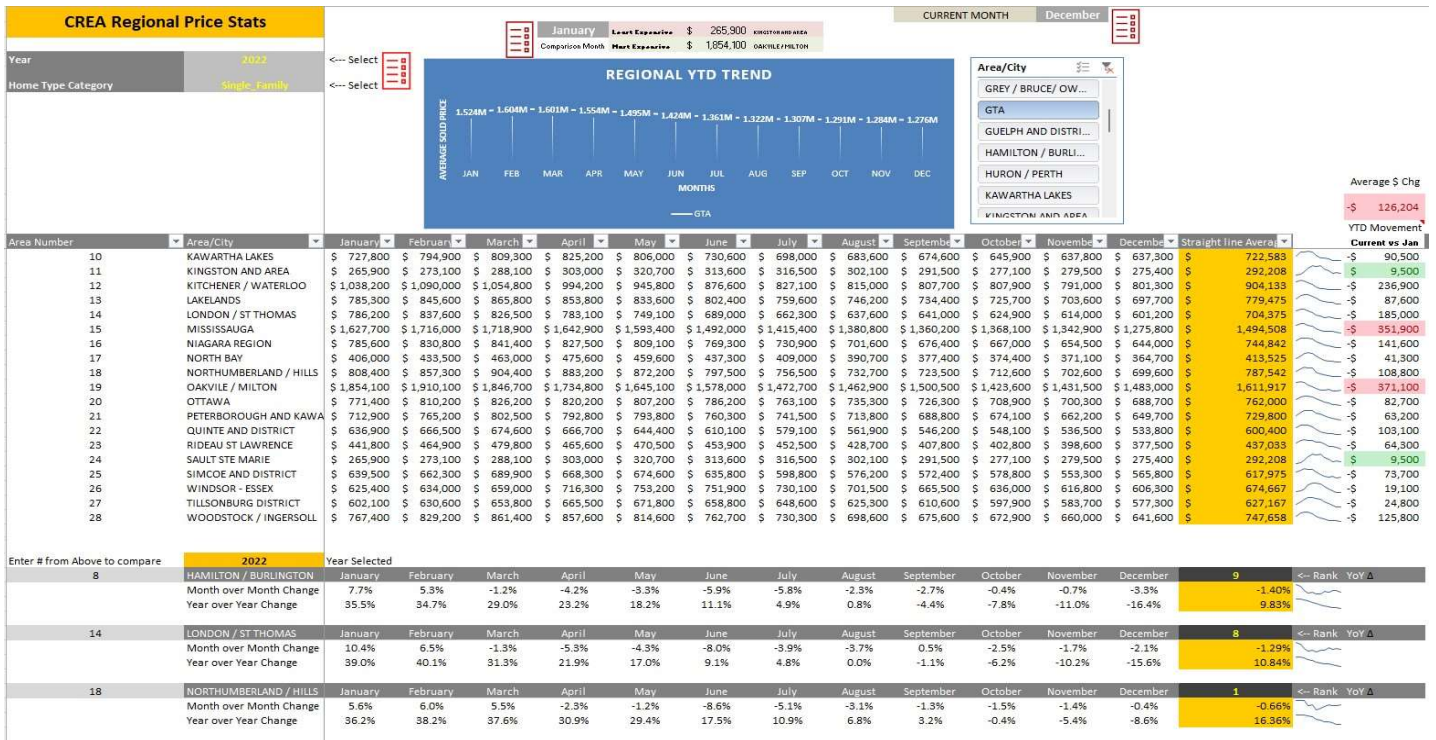 CREA Regional Price Stats
CURRENT MONTH December
January Least Expensive $ 265,900 KINGSTON AND AREA
Comparison Month Most Expensive $ 1,854,100 OAKVILE / MILTON
Year 2022 <--- Select
Home Type Category Single_Family <--- Select
REGIONAL YTD TREND
AVERAGE SOLD PRICE
1.524M 1.604M 1.601M 1.554M 1.495M 1.424M 1.361M 1.322M 1.307M 1.291M 1.284M 1.276M
JAN FEB MAR APR MAY JUN JUL AUG SEP OCT NOV DEC
MONTHS
GTA
Area/City
GREY / BRUCE/ OW...
GTA
GUELPH AND DISTRI...
HAMILTON / BURLI...
HURON / PERTH
KAWARTHA LAKES
KINGSTON AND AREA
Average $ Chg
-$ 126,204
YTD Movement
Current vs Jan
Area Number Area/City January February March April May June July August Septembe October Novembe Decembe Straight line Averag
10 KAWARTHA LAKES $ 727,800 $ 794,900 $ 809,300 $ 825,200 $ 806,000 $ 730,600 $ 698,000 $ 683,600 $ 674,600 $ 645,900 $ 637,800 $ 637,300 $ 722,583 -$ 90,500
11 KINGSTON AND AREA $ 265,900 $ 273,100 $ 288,100 $ 303,000 $ 320,700 $ 313,600 $ 316,500 $ 302,100 $ 291,500 $ 277,100 $ 279,500 $ 275,400 $ 292,208 $ 9,500
12 KITCHENER / WATERLOO $ 1,038,200 $ 1,090,000 $ 1,054,800 $ 994,200 $ 945,800 $ 876,600 $ 827,100 $ 815,000 $ 807,700 $ 807,900 $ 791,000 $ 801,300 $ 904,133 -$ 236,900
13 LAKELANDS $ 785,300 $ 845,600 $ 865,800 $ 853,800 $ 833,600 $ 802,400 $ 759,600 $ 746,200 $ 734,400 $ 725,700 $ 703,600 $ 697,700 $ 779,475 -$ 87,600
14 LONDON / ST THOMAS $ 786,200 $ 837,600 $ 826,500 $ 783,100 $ 749,100 $ 689,000 $ 662,300 $ 637,600 $ 641,000 $ 624,900 $ 614,000 $ 601,200 $ 704,375 -$ 185,000
15 MISSISSAUGA $ 1,627,700 $ 1,716,000 $ 1,718,900 $ 1,642,900 $ 1,593,400 $ 1,492,000 $ 1,415,400 $ 1,380,800 $ 1,360,200 $ 1,368,100 $ 1,342,900 $ 1,275,800 $ 1,494,508 -$ 351,900
16 NIAGARA REGION $ 785,600 $ 830,800 $ 841,400 $ 827,500 $ 809,100 $ 769,300 $ 730,900 $ 701,600 $ 676,400 $ 667,000 $ 654,500 $ 644,000 $ 744,842 -$ 141,600
17 NORTH BAY $ 406,000 $ 433,500 $ 463,000 $ 475,600 $ 459,600 $ 437,300 $ 409,000 $ 390,700 $ 377,400 $ 374,400 $ 371,100 $ 364,700 $ 413,525 -$ 41,300
18 NORTHUMBERLAND / HILLS $ 808,400 $ 857,300 $ 904,400 $ 883,200 $ 872,200 $ 797,500 $ 756,500 $ 732,700 $ 723,500 $ 712,600 $ 702,600 $ 699,600 $ 787,542 -$ 108,800
19 OAKVILE / MILTON $ 1,854,100 $ 1,910,100 $ 1,846,700 $ 1,734,800 $ 1,645,100 $ 1,578,000 $ 1,472,700 $ 1,462,900 $ 1,500,500 $ 1,423,600 $ 1,431,500 $ 1,483,000 $ 1,611,917 -$ 371,100
20 OTTAWA $ 771,400 $ 810,200 $ 826,200 $ 820,200 $ 807,200 $ 786,200 $ 763,100 $ 735,300 $ 726,300 $ 708,900 $ 700,300 $ 688,700 $ 762,000 -$ 82,700
21 PETERBOROUGH AND KAWA $ 712,900 $ 765,200 $ 802,500 $ 792,800 $ 793,800 $ 760,300 $ 741,500 $ 713,800 $ 688,800 $ 674,100 $ 662,200 $ 649,700 $ 729,800 -$ 63,200
22 QUINTE AND DISTRICT $ 636,900 $ 666,500 $ 674,600 $ 666,700 $ 644,400 $ 610,100 $ 579,100 $ 561,900 $ 546,200 $ 548,100 $ 536,500 $ 533,800 $ 600,400 -$ 103,100
23 RIDEAU ST LAWRENCE $ 441,800 $ 464,900 $ 479,800 $ 465,600 $ 470,500 $ 453,900 $ 452,500 $ 428,700 $ 407,800 $ 402,800 $ 398,600 $ 377,500 $ 437,033 -$ 64,300
24 SAULT STE MARIE $ 265,900 $ 273,100 $ 288,100 $ 303,000 $ 320,700 $ 313,600 $ 316,500 $ 302,100 $ 291,500 $ 277,100 $ 279,500 $ 275,400 $ 292,208 $ 9,500
25 SIMCOE AND DISTRICT $ 639,500 $ 662,300 $ 689,900 $ 668,300 $ 674,600 $ 635,800 $ 598,800 $ 576,200 $ 572,400 $ 578,800 $ 553,300 $ 565,800 $ 617,975 -$ 73,700
26 WINDSOR - ESSEX $ 625,400 $ 634,000 $ 659,000 $ 716,300 $ 753,200 $ 751,900 $ 730,100 $ 701,500 $ 665,500 $ 636,000 $ 616,800 $ 606,300 $ 674,667 -$ 19,100
27 TILLSONBURG DISTRICT $ 602,100 $ 630,600 $ 653,800 $ 665,500 $ 671,800 $ 658,800 $ 648,600 $ 625,300 $ 610,600 $ 597,900 $ 583,700 $ 577,300 $ 627,167 -$ 24,800
28 WOODSTOCK / INGERSOLL $ 767,400 $ 829,200 $ 861,400 $ 857,600 $ 814,600 $ 762,700 $ 730,300 $ 698,600 $ 675,600 $ 672,900 $ 660,000 $ 641,600 $ 747,658 -$ 125,800
Enter # from Above to compare 2022 Year Selected
8 HAMILTON / BURLINGTON January February March April May June July August September October November December 9 <-- Rank YoY Δ
Month over Month Change 7.7% 5.3% -1.2% -4.2% -3.3% -5.9% -5.8% -2.3% -2.7% -0.4% -0.7% -3.3% -1.40%
Year over Year Change 35.5% 34.7% 29.0% 23.2% 18.2% 11.1% 4.9% 0.8% -4.4% -7.8% -11.0% -16.4% 9.83%
14 LONDON / ST THOMAS January February March April May June July August September October November December 8 <-- Rank YoY Δ
Month over Month Change 10.4% 6.5% -1.3% -5.3% -4.3% -8.0% -3.9% -3.7% 0.5% -2.5% -1.7% -2.1% -1.29%
Year over Year Change 39.0% 40.1% 31.3% 21.9% 17.0% 9.1% 4.8% 0.0% -1.1% -6.2% -10.2% -15.6% 10.84%
18 NORTHUMBERLAND / HILLS January February March April May June July August September October November December 1 <-- Rank YoY Δ
Month over Month Change 5.6% 6.0% 5.5% -2.3% -1.2% -8.6% -5.1% -3.1% -1.3% -1.5% -1.4% -0.4% -0.66%
Year over Year Change 36.2% 38.2% 37.6% 30.9% 29.4% 17.5% 10.9% 6.8% 3.2% -0.4% -5.4% -8.6% 16.36%